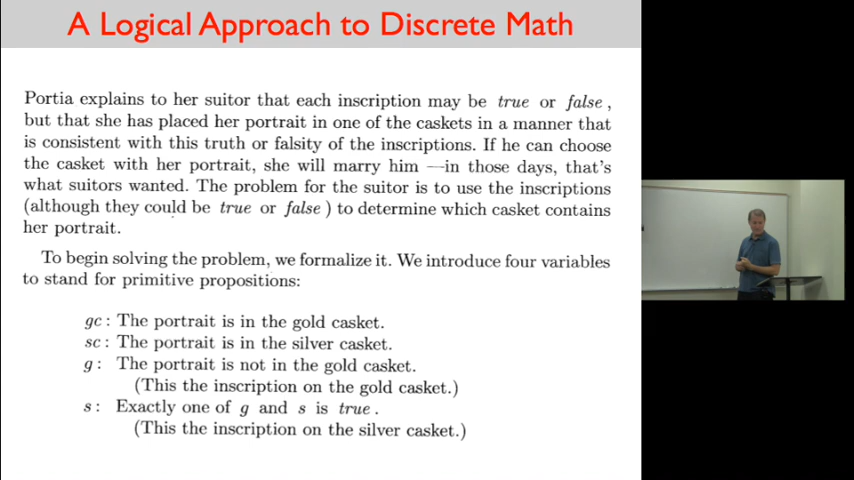 A Logical Approach to Discrete Math
Portia explains to her suitor that each inscription may be true or false ,
but that she has placed her portrait in one of the caskets in a manner that
is consistent with this truth or falsity of the inscriptions. If he can choose
the casket with her portrait, she will marry him —in those days, that's
what suitors wanted. The problem for the suitor is to use the inscriptions
(although they could be true or false ) to determine which casket contains
her portrait.
To begin solving the problem, we formalize it. We introduce four variables
to stand for primitive propositions:
gc : The portrait is in the gold casket.
sc : The portrait is in the silver casket.
g : The portrait is not in the gold casket.
(This the inscription on the gold casket.)
s : Exactly one of g and s is true .
(This the inscription on the silver casket.)